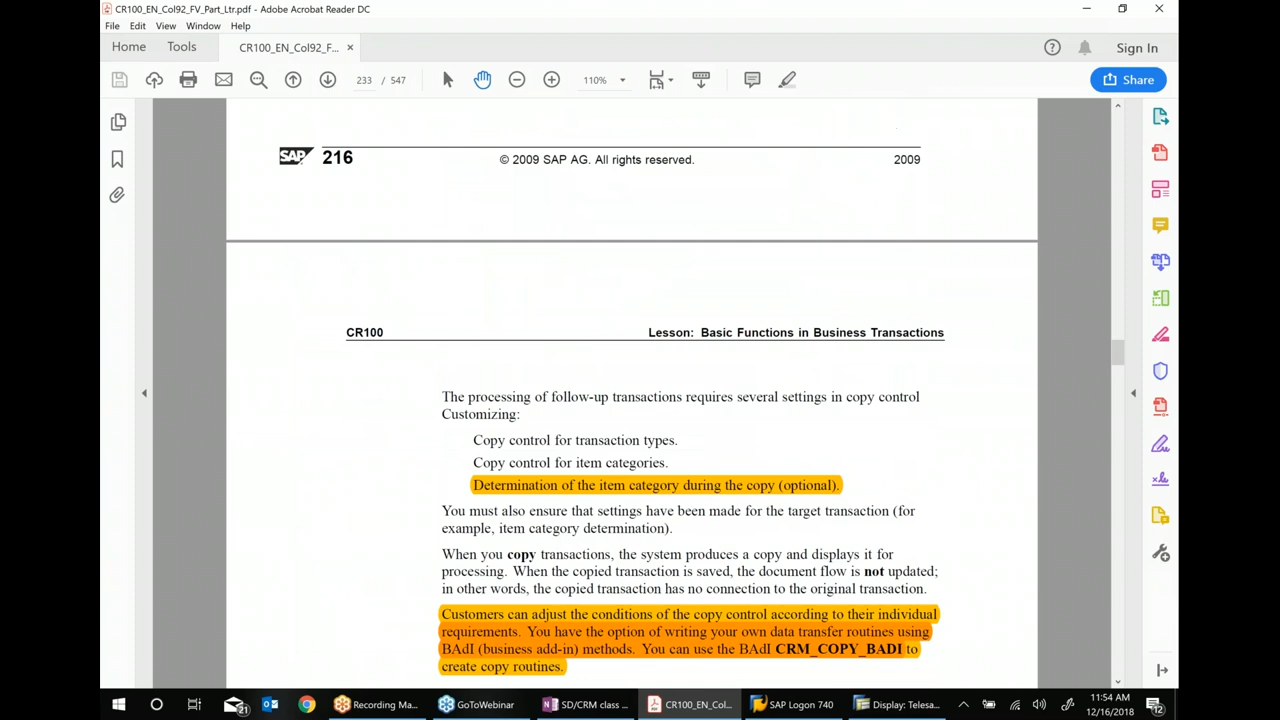 CR100_EN_Col92_FV_Part_Ltr.pdf - Adobe Acrobat Reader DC
File Edit View Window Help
Home Tools CR100_EN_Col92_F... × Sign In
233 / 547 110% Share
SAP 216 © 2009 SAP AG. All rights reserved. 2009
CR100 Lesson: Basic Functions in Business Transactions
The processing of follow-up transactions requires several settings in copy control
Customizing:
Copy control for transaction types.
Copy control for item categories.
Determination of the item category during the copy (optional).
You must also ensure that settings have been made for the target transaction (for
example, item category determination).
When you copy transactions, the system produces a copy and displays it for
processing. When the copied transaction is saved, the document flow is not updated;
in other words, the copied transaction has no connection to the original transaction.
Customers can adjust the conditions of the copy control according to their individual
requirements. You have the option of writing your own data transfer routines using
BAdI (business add-in) methods. You can use the BAdI CRM_COPY_BADI to
create copy routines.
21 Recording Ma... GoToWebinar SD/CRM class ... CR100_EN_Col... SAP Logon 740 Display: Telesa... 11:54 AM
12/16/2018 12